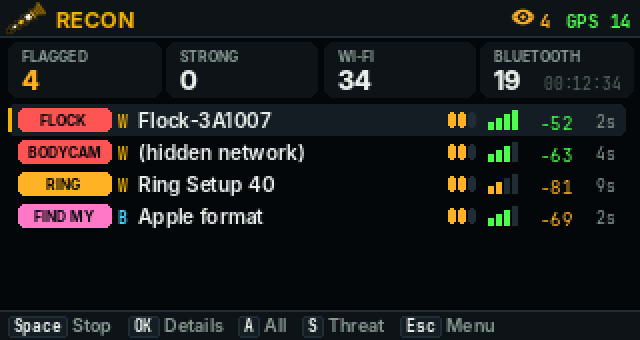 RECON 4 GPS 14
FLAGGED STRONG WI-FI BLUETOOTH
4 0 34 19 00:12:34
FLOCK W Flock-3A1007 -52 2s
BODYCAM W (hidden network) -63 4s
RING W Ring Setup 40 -81 9s
FIND MY B Apple format -69 2s
Space Stop OK Details A All S Threat Esc Menu